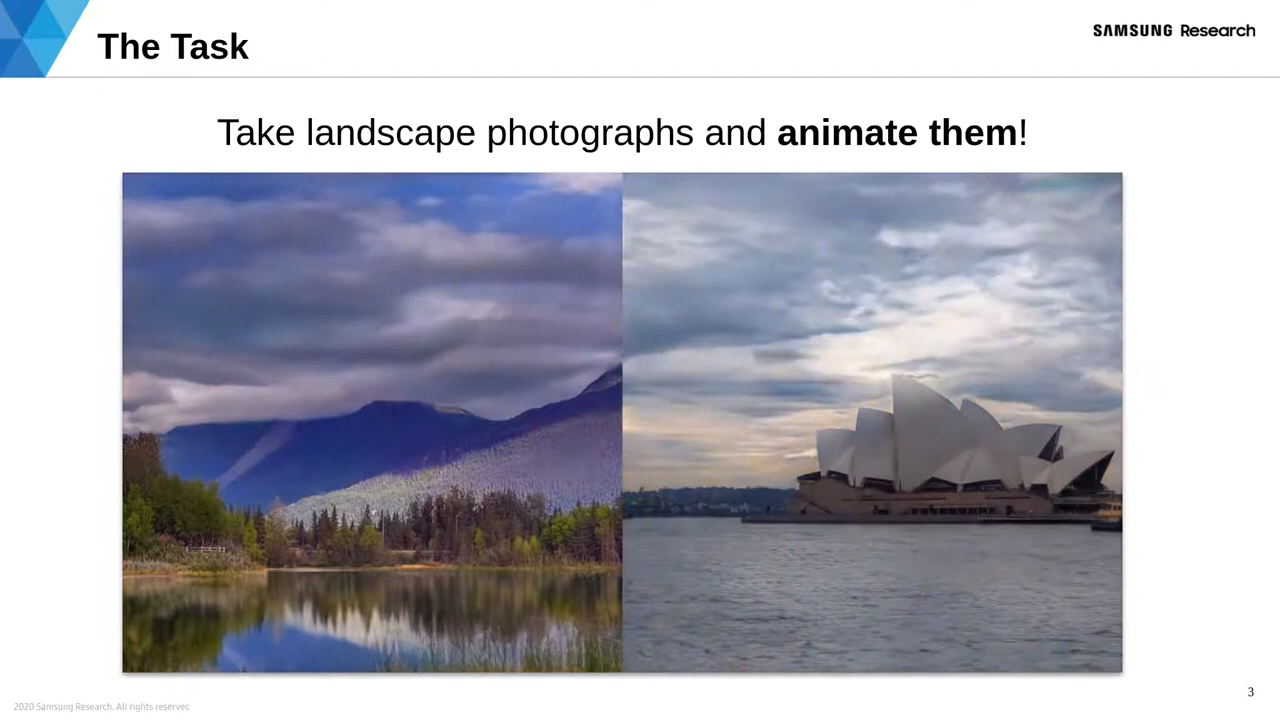 The Task
SAMSUNG Research
Take landscape photographs and animate them!
3
2020 Samsung Research. All rights reserved